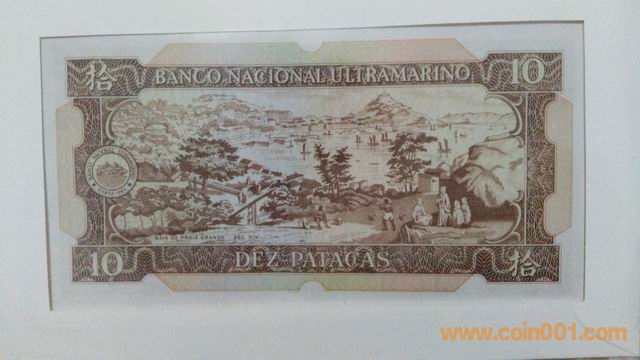 拾 BANCO NACIONAL ULTRAMARINO 10
BAIA DA PRAIA GRANDE - SEC. XIX
10 DEZ PATACAS 拾
www.coin001.com